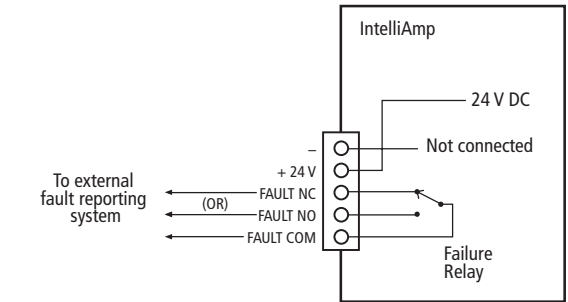 IntelliAmp
24 V DC
– Not connected
+ 24 V
To external
fault reporting
system
FAULT NC
(OR)
FAULT NO
FAULT COM
Failure
Relay